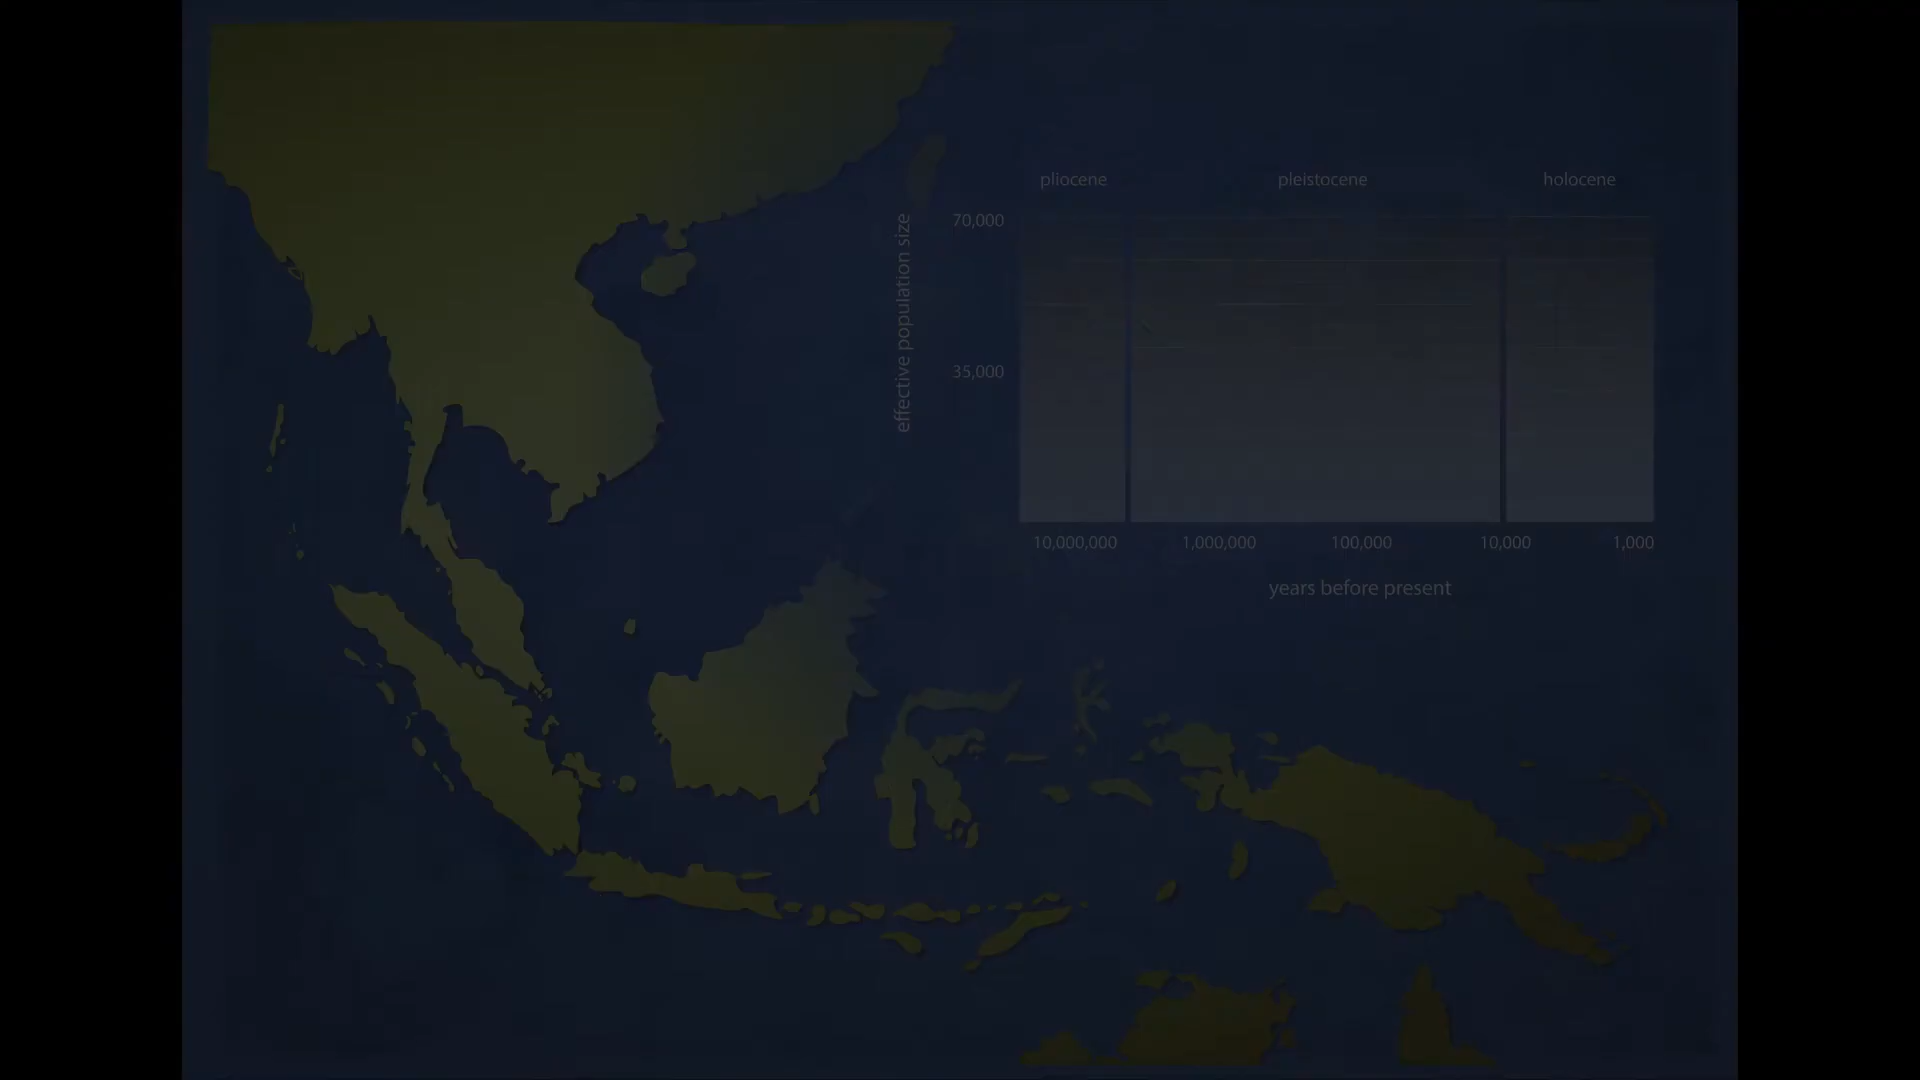 pliocene pleistocene holocene
70,000
effective population size
35,000
10,000,000 1,000,000 100,000 10,000 1,000
years before present